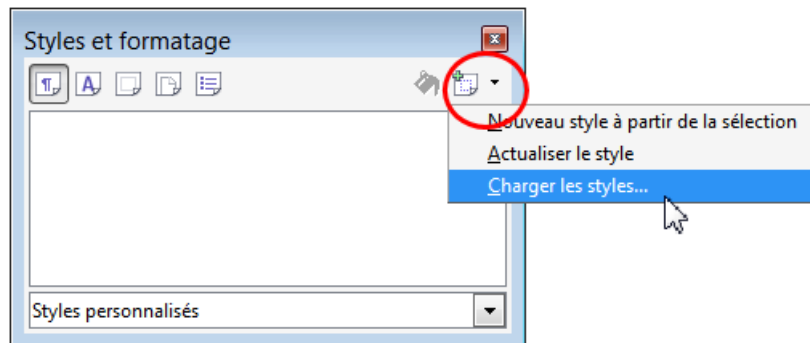 Styles et formatage
Nouveau style à partir de la sélection
Actualiser le style
Charger les styles...
Styles personnalisés